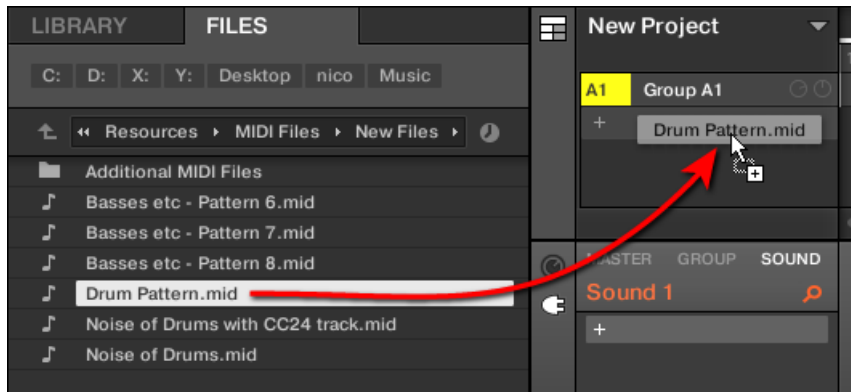 LIBRARY FILES
C: D: X: Y: Desktop nico Music
Resources MIDI Files New Files
Additional MIDI Files
Basses etc - Pattern 6.mid
Basses etc - Pattern 7.mid
Basses etc - Pattern 8.mid
Drum Pattern.mid
Noise of Drums with CC24 track.mid
Noise of Drums.mid
New Project
A1 Group A1
+ Drum Pattern.mid
MASTER GROUP SOUND
Sound 1
+